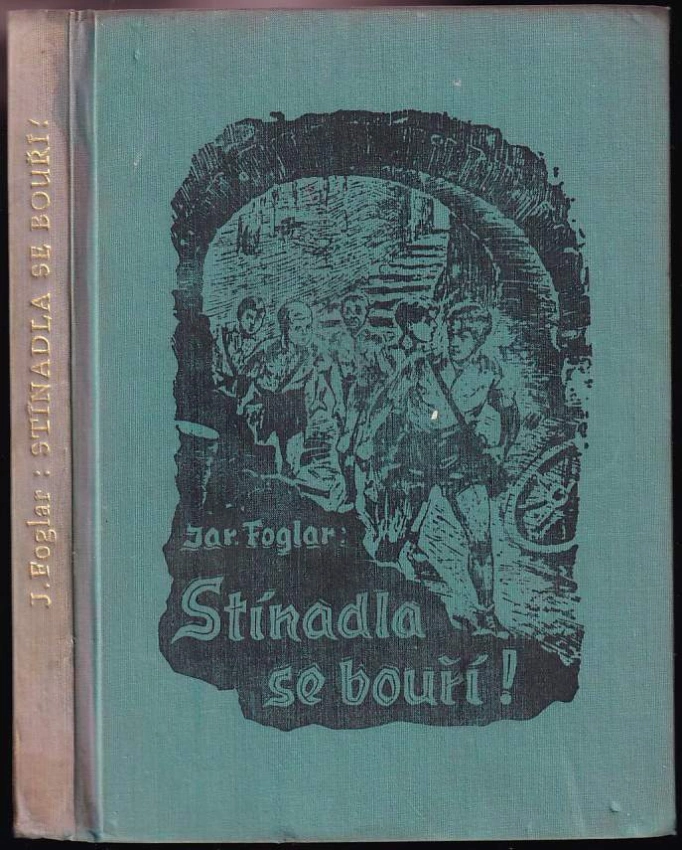 J. Foglar : STÍNADLA SE BOUŘÍ!
Jar. Foglar:
Stínadla
se bouří!